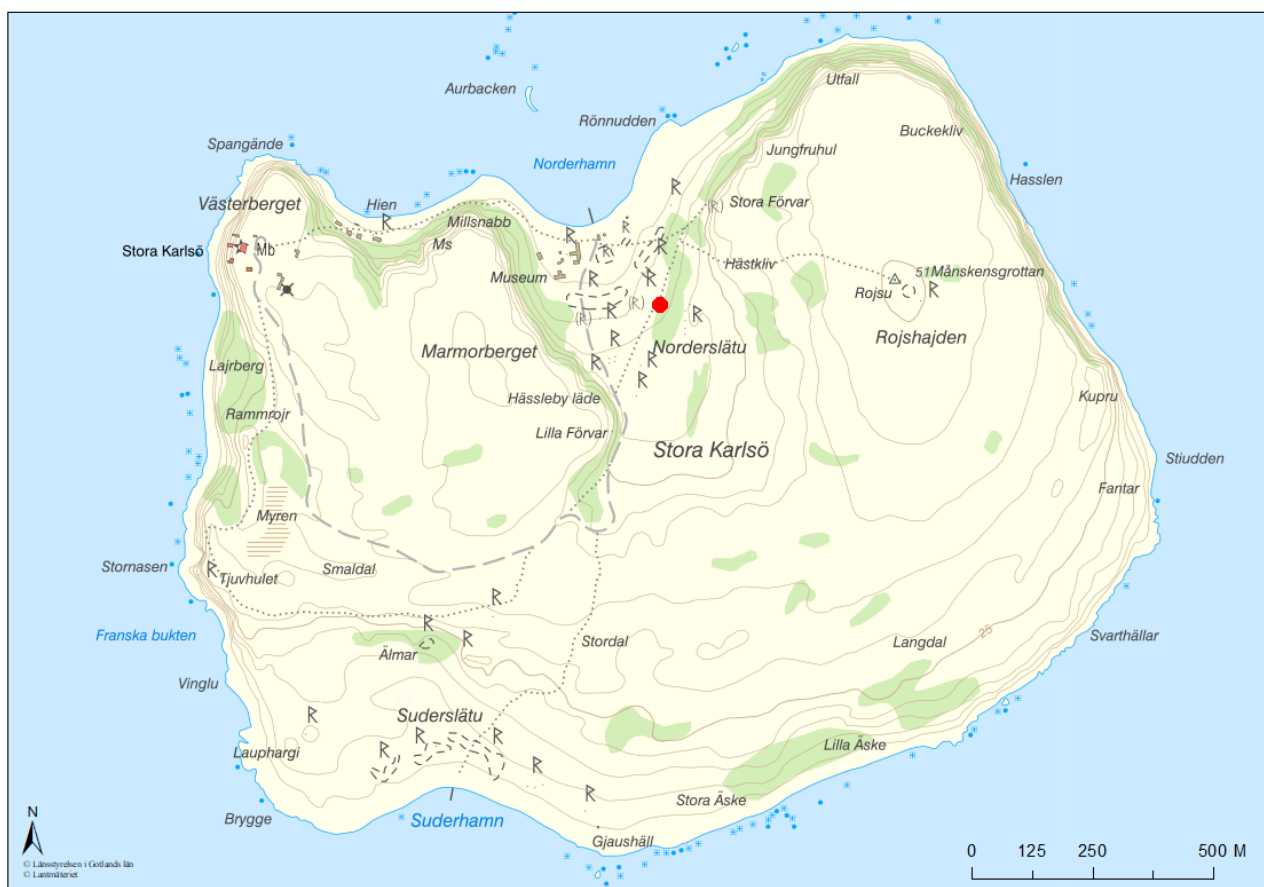 Utfall
Aurbacken
Rönnudden
Buckekliv
Spangände
Jungfruhul
Norderhamn
Hasslen
Västerberget
Hien
Stora Förvar
(R)
R
R
Millsnabb
R
Stora Karlsö
Mb
Ms
R
R
Hästkliv
Museum
R
R
51 Månskensgrottan
Rojsu
R
(R)
(R)
R
R
Rojshajden
R
Norderslätu
Marmorberget
Lajrberg
R
R
R
Hässleby läde
Kupru
Rammrojr
Lilla Förvar
Stora Karlsö
Stiudden
Fantar
Myren
Stornasen
R
Tjuvhulet
Smaldal
R
Franska bukten
R
R
Stordal
Langdal
25
Svarthällar
Älmar
Vinglu
R
Suderslätu
R
R
R
Lauphargi
R
Lilla Äske
R
Stora Äske
Brygge
Suderhamn
Gjaushäll
N
0 125 250 500 M
© Länsstyrelsen i Gotlands län
© Lantmäteriet